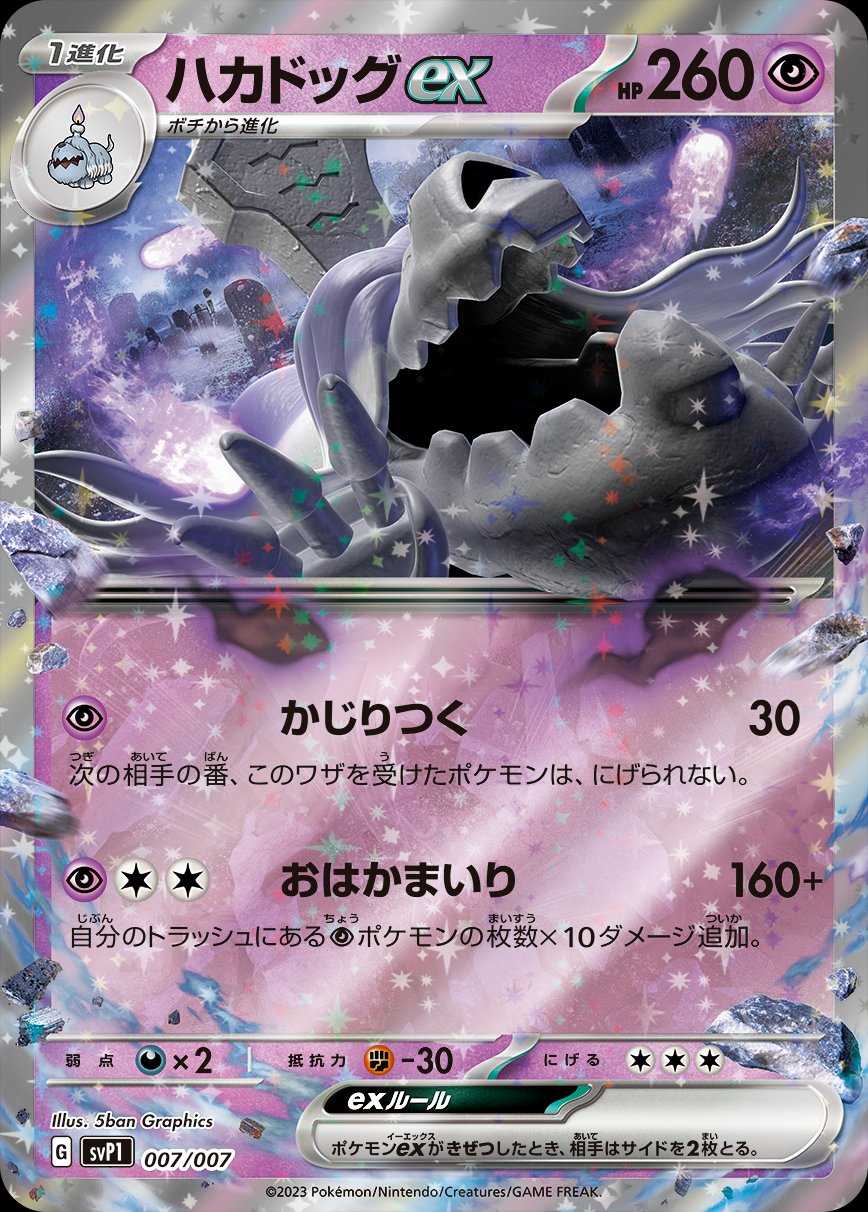 1進化
ハカドッグex
HP 260
ボチから進化
かじりつく 30
次の相手の番、このワザを受けたポケモンは、にげられない。
おはかまいり 160+
自分のトラッシュにあるポケモンの枚数×10ダメージ追加。
弱点 ×2 抵抗力 -30 にげる
exルール
ポケモンexがきぜつしたとき、相手はサイドを2枚とる。
Illus. 5ban Graphics
G svP1 007/007
©2023 Pokémon/Nintendo/Creatures/GAME FREAK.